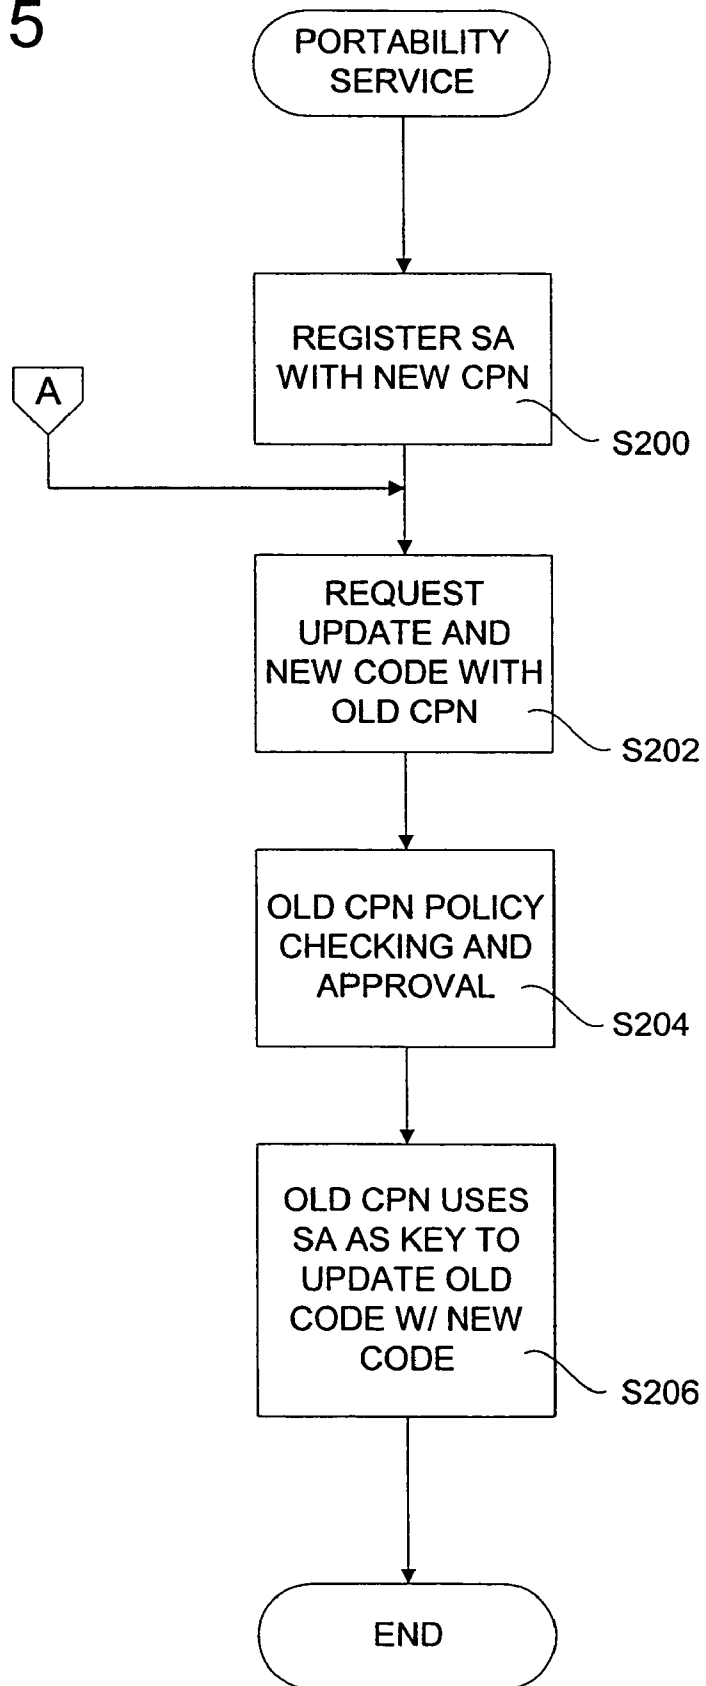 5
PORTABILITY
SERVICE
REGISTER SA
WITH NEW CPN
S200
A
REQUEST
UPDATE AND
NEW CODE WITH
OLD CPN
S202
OLD CPN POLICY
CHECKING AND
APPROVAL
S204
OLD CPN USES
SA AS KEY TO
UPDATE OLD
CODE W/ NEW
CODE
S206
END